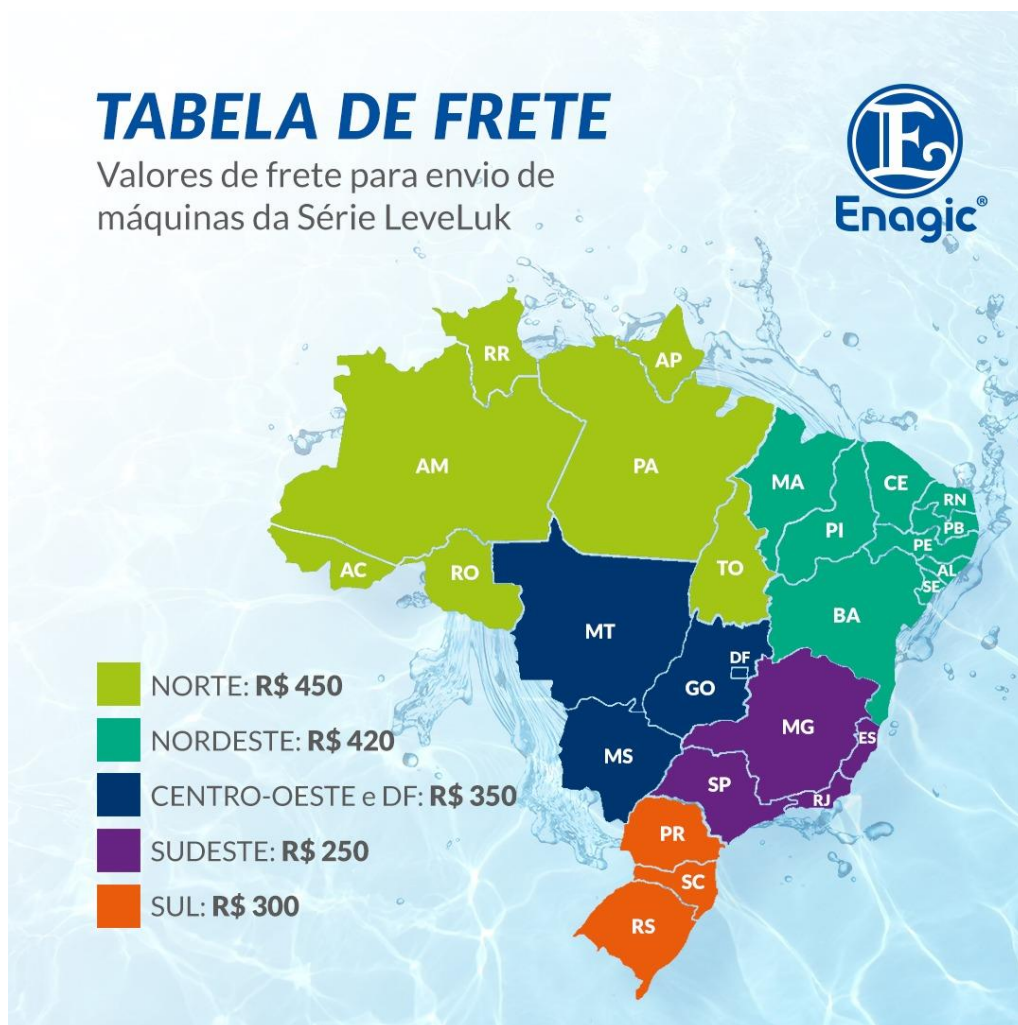 TABELA DE FRETE
Valores de frete para envio de
máquinas da Série LeveLuk
E
Enagic®
RR
AP
AM
PA
MA
CE
RN
PI
PB
PE
AC
RO
TO
AL
SE
BA
MT
DF
GO
MG
ES
MS
SP
RJ
PR
SC
RS
NORTE: R$ 450
NORDESTE: R$ 420
CENTRO-OESTE e DF: R$ 350
SUDESTE: R$ 250
SUL: R$ 300